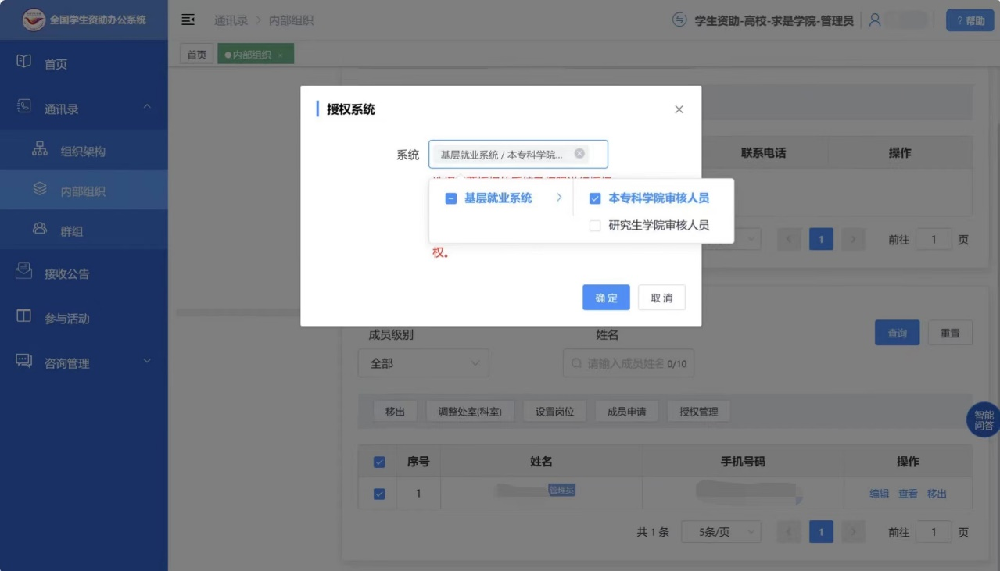 全国学生资助办公系统
通讯录 > 内部组织
学生资助-高校-求是学院-管理员
? 帮助
首页
通讯录
组织架构
内部组织
群组
接收公告
参与活动
咨询管理
首页
内部组织 ×
授权系统
系统
基层就业系统 / 本专科学院...
基层就业系统
本专科学院审核人员
研究生学院审核人员
权。
确 定
取 消
联系电话
操作
1
前往 1 页
成员级别
姓名
查询
重置
全部
请输入成员姓名 0/10
移出
调整处室(科室)
设置岗位
成员申请
授权管理
智能
问答
序号
姓名
手机号码
操作
1
管理员
编辑 查看 移出
共 1 条
5条/页
1
前往 1 页